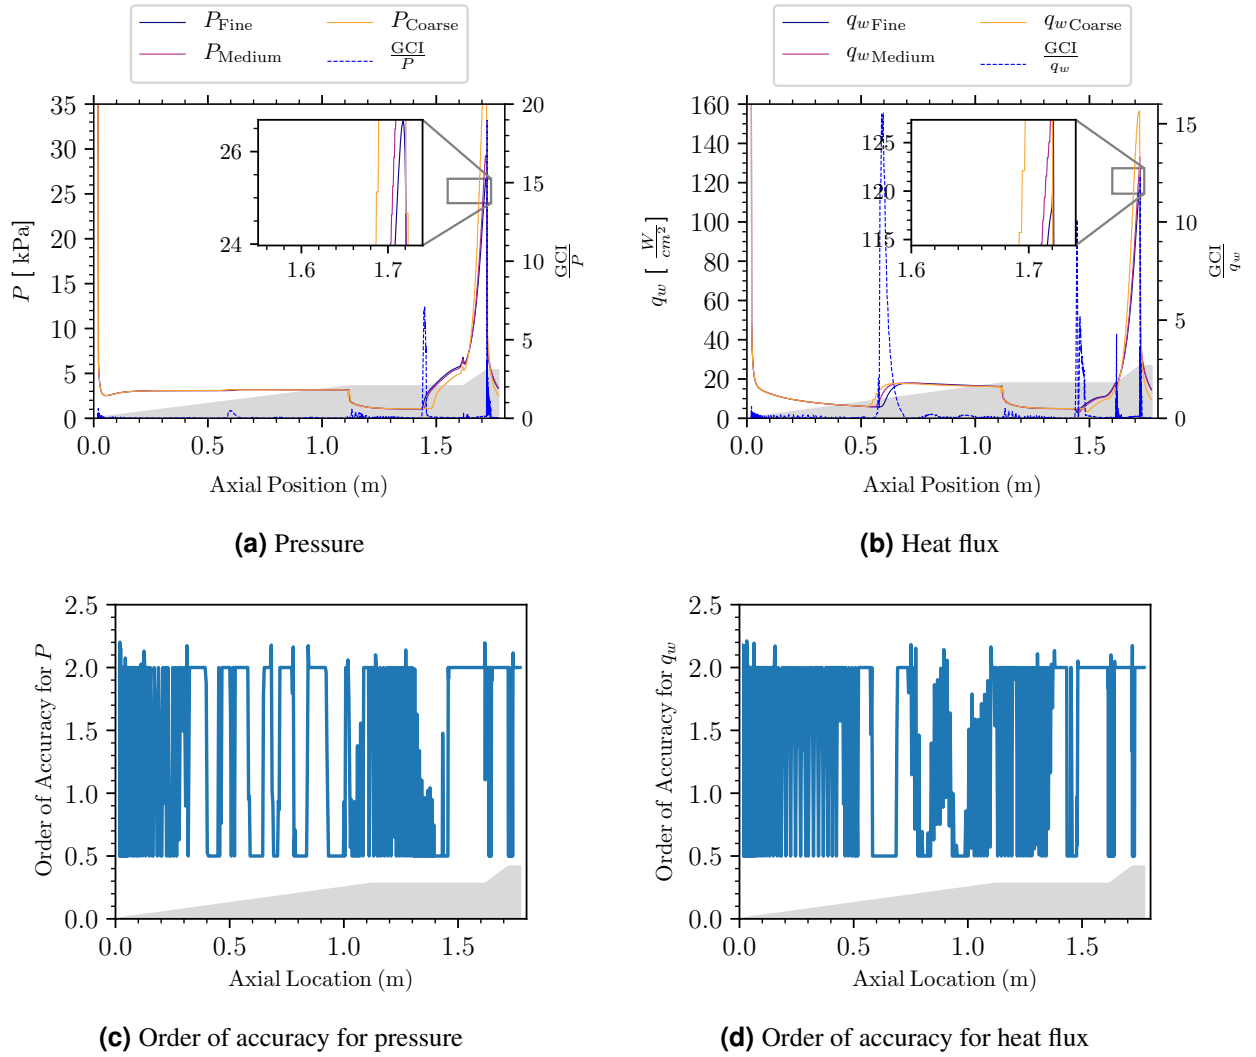 P_Fine P_Coarse
P_Medium GCI/P
q_w Fine q_w Coarse
q_w Medium GCI/q_w
35
30
25
20
15
10
5
0
P [ kPa]
26
24
1.6 1.7
20
15
10
5
0
GCI/P
0.0 0.5 1.0 1.5
Axial Position (m)
(a) Pressure
160
140
120
100
80
60
40
20
0
q_w [ W/cm^2 ]
125
120
115
1.6 1.7
15
10
5
0
GCI/q_w
0.0 0.5 1.0 1.5
Axial Position (m)
(b) Heat flux
2.5
2.0
1.5
1.0
0.5
0.0
Order of Accuracy for P
0.0 0.5 1.0 1.5
Axial Location (m)
(c) Order of accuracy for pressure
2.5
2.0
1.5
1.0
0.5
0.0
Order of Accuracy for q_w
0.0 0.5 1.0 1.5
Axial Location (m)
(d) Order of accuracy for heat flux